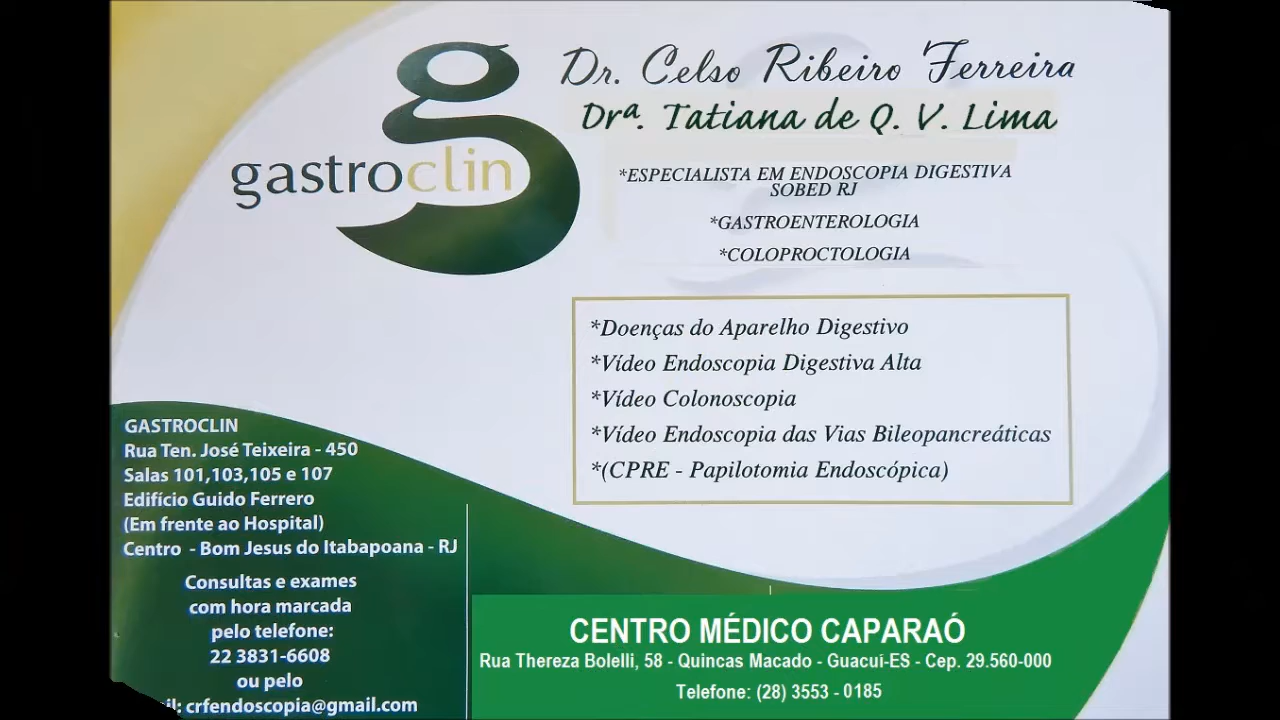 gastroclin
Dr. Celso Ribeiro Ferreira
Drª. Tatiana de Q. V. Lima
*ESPECIALISTA EM ENDOSCOPIA DIGESTIVA
SOBED RJ
*GASTROENTEROLOGIA
*COLOPROCTOLOGIA
*Doenças do Aparelho Digestivo
*Vídeo Endoscopia Digestiva Alta
*Vídeo Colonoscopia
*Vídeo Endoscopia das Vias Bileopancreáticas
*(CPRE - Papilotomia Endoscópica)
GASTROCLIN
Rua Ten. José Teixeira - 450
Salas 101,103,105 e 107
Edifício Guido Ferrero
(Em frente ao Hospital)
Centro - Bom Jesus do Itabapoana - RJ
Consultas e exames
com hora marcada
pelo telefone:
22 3831-6608
ou pelo
crfendoscopia@gmail.com
CENTRO MÉDICO CAPARAÓ
Rua Thereza Bolelli, 58 - Quincas Macado - Guacuí-ES - Cep. 29.560-000
Telefone: (28) 3553 - 0185